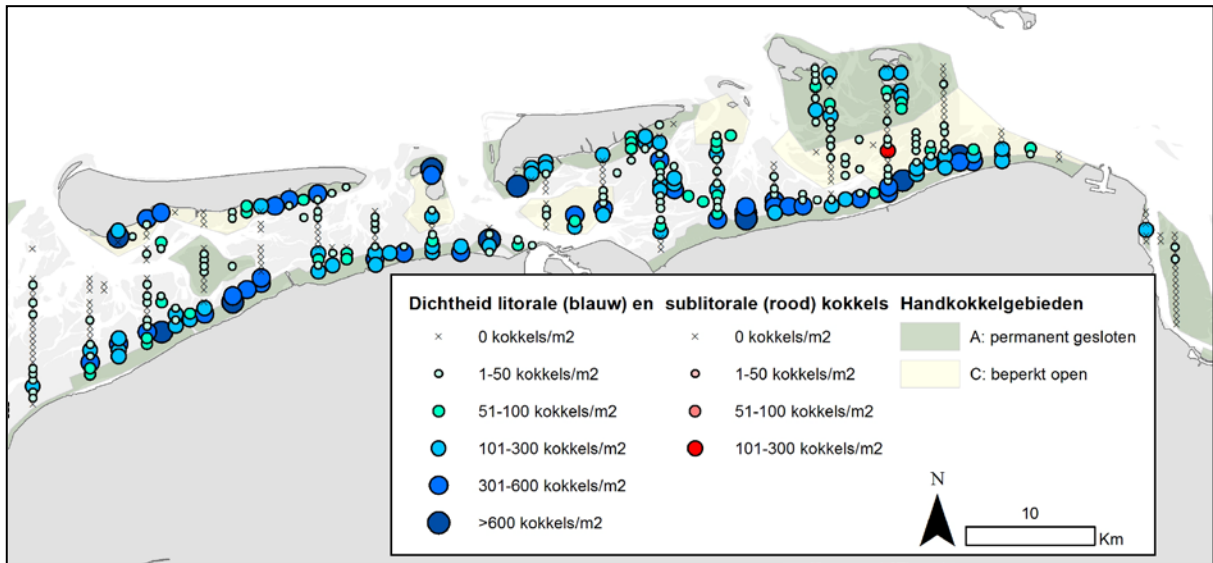 Dichtheid litorale (blauw) en sublitorale (rood) kokkels Handkokkelgebieden
× 0 kokkels/m2 × 0 kokkels/m2 A: permanent gesloten
1-50 kokkels/m2 1-50 kokkels/m2 C: beperkt open
51-100 kokkels/m2 51-100 kokkels/m2
101-300 kokkels/m2 101-300 kokkels/m2
301-600 kokkels/m2
>600 kokkels/m2
N
10
Km